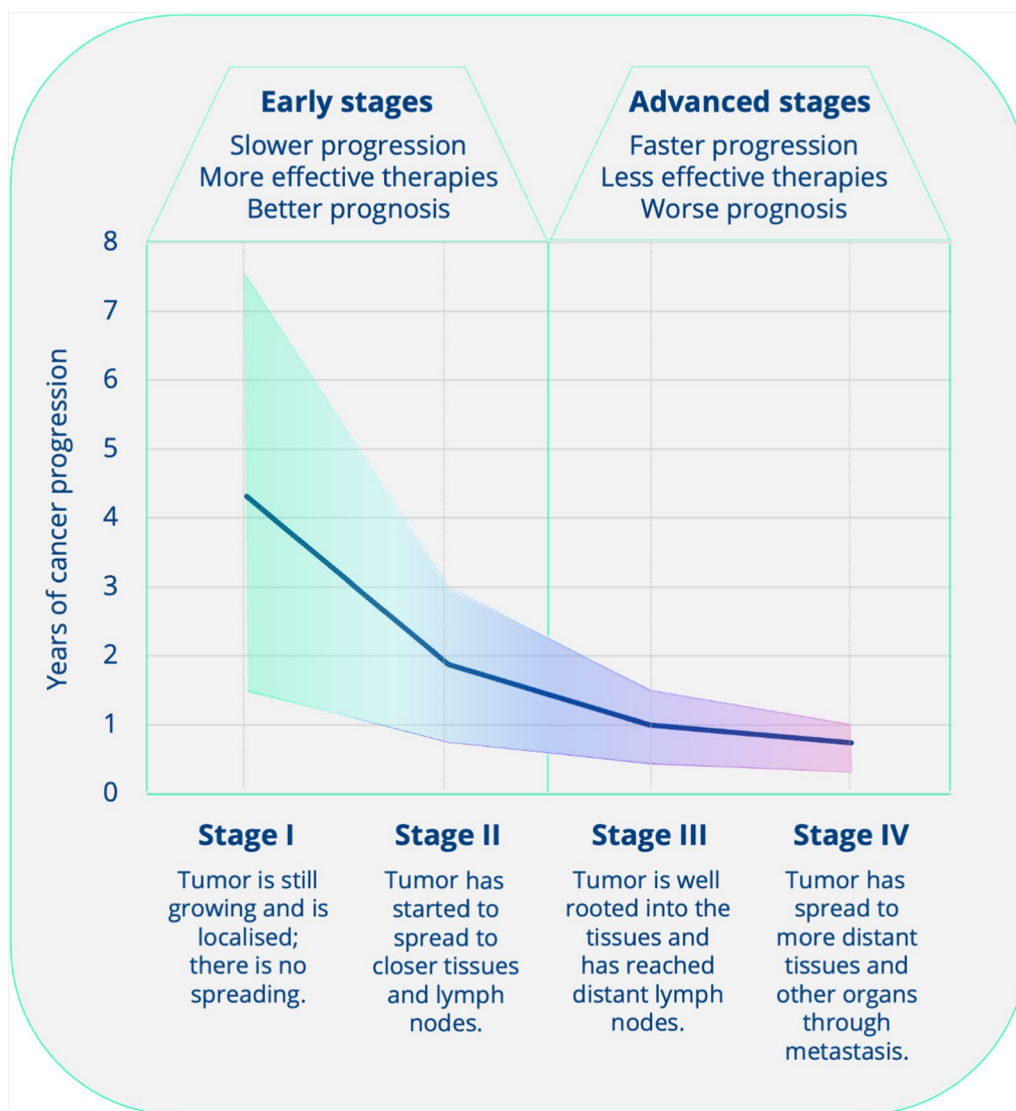 Early stages
Slower progression
More effective therapies
Better prognosis
Advanced stages
Faster progression
Less effective therapies
Worse prognosis
Years of cancer progression
8
7
6
5
4
3
2
1
0
Stage I
Tumor is still
growing and is
localised;
there is no
spreading.
Stage II
Tumor has
started to
spread to
closer tissues
and lymph
nodes.
Stage III
Tumor is well
rooted into the
tissues and
has reached
distant lymph
nodes.
Stage IV
Tumor has
spread to
more distant
tissues and
other organs
through
metastasis.